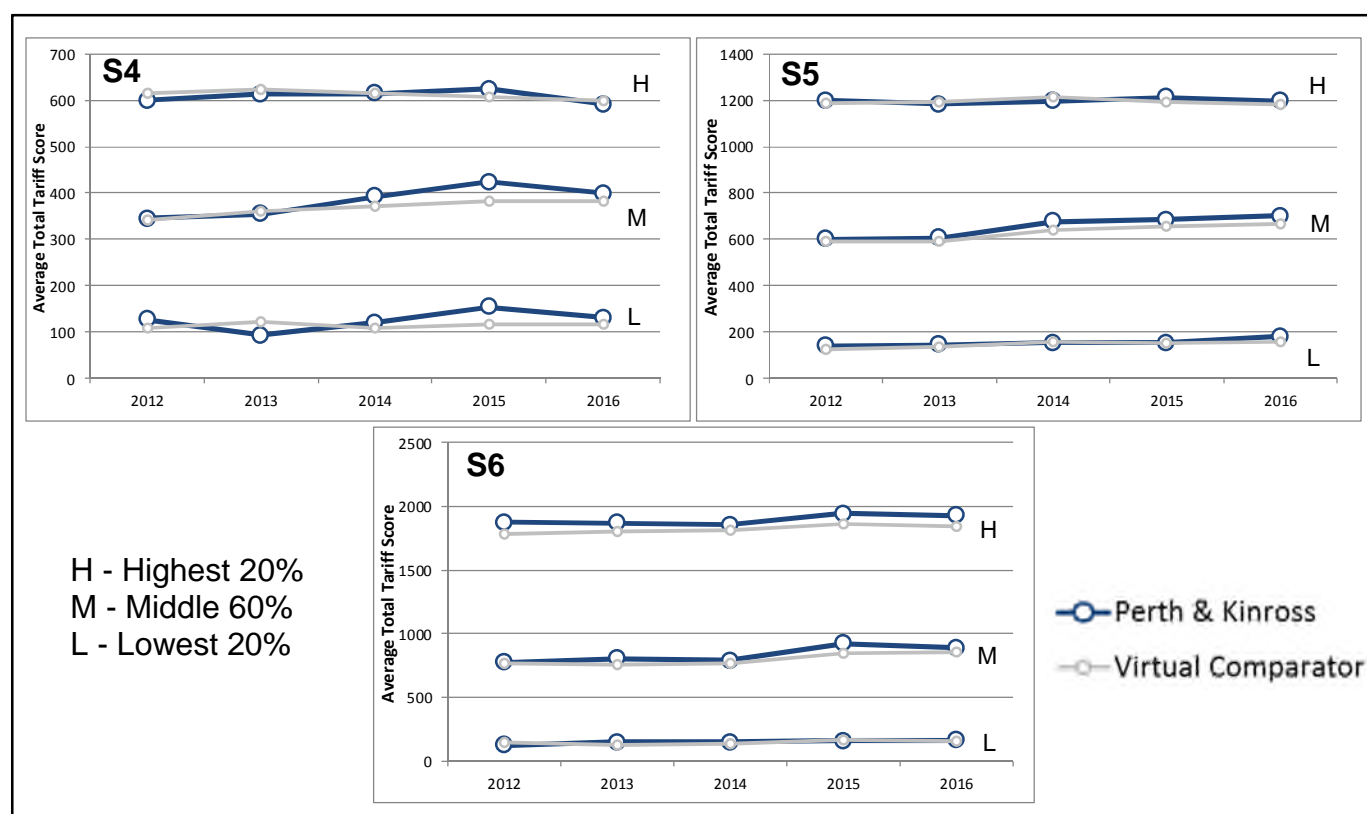 S4
Average Total Tariff Score
700
600
500
400
300
200
100
0
2012 2013 2014 2015 2016
H
M
L
S5
Average Total Tariff Score
1400
1200
1000
800
600
400
200
0
2012 2013 2014 2015 2016
H
M
L
S6
Average Total Tariff Score
2500
2000
1500
1000
500
0
2012 2013 2014 2015 2016
H
M
L
H - Highest 20%
M - Middle 60%
L - Lowest 20%
Perth & Kinross
Virtual Comparator